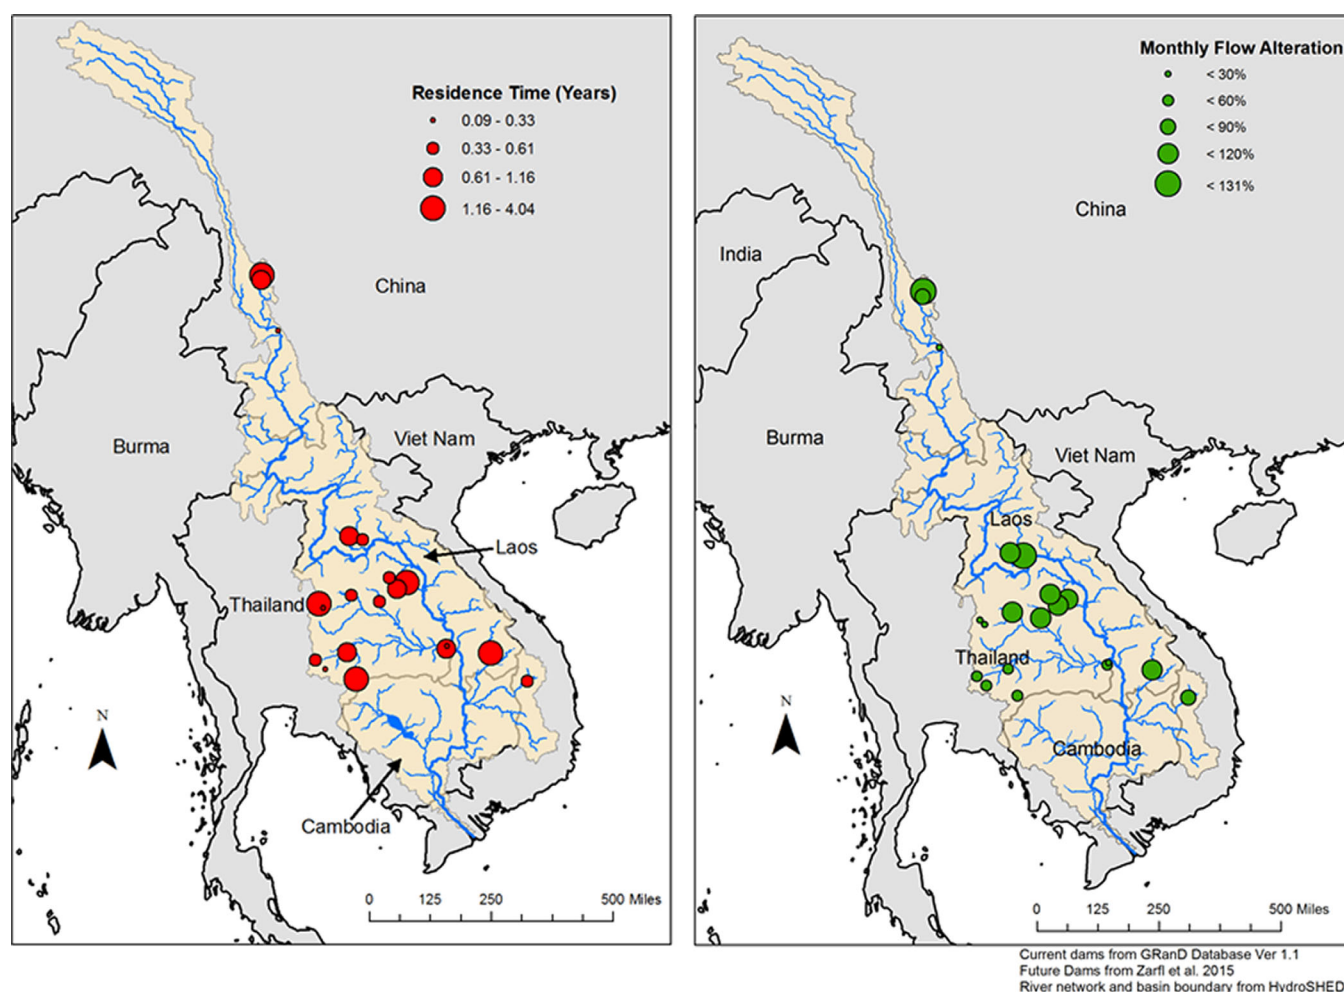 Residence Time (Years)
0.09 - 0.33
0.33 - 0.61
0.61 - 1.16
1.16 - 4.04
China
Burma
Viet Nam
Laos
Thailand
Cambodia
N
0 125 250 500 Miles
Monthly Flow Alteration
< 30%
< 60%
< 90%
< 120%
< 131%
China
India
Burma
Viet Nam
Laos
Thailand
Cambodia
N
0 125 250 500 Miles
Current dams from GRanD Database Ver 1.1
Future Dams from Zarfl et al. 2015
River network and basin boundary from HydroSHED